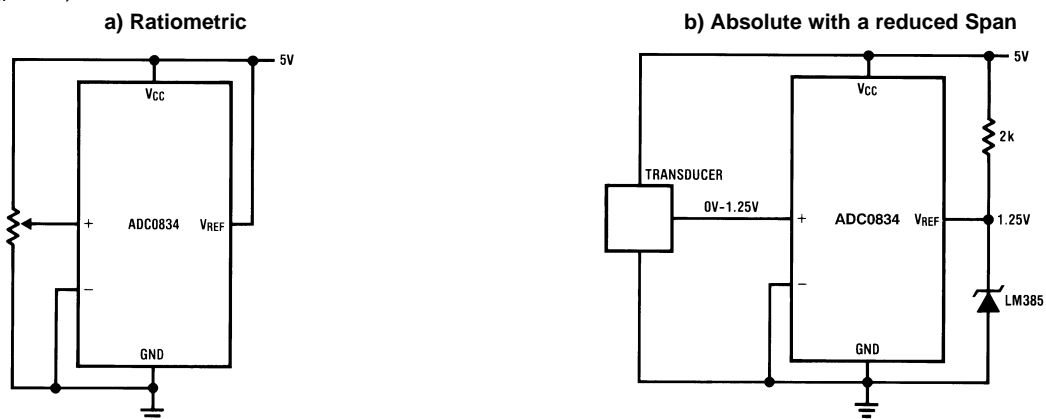 a) Ratiometric
5V
VCC
+
ADC0834
VREF
−
GND
b) Absolute with a reduced Span
5V
VCC
2k
TRANSDUCER
0V–1.25V
+
ADC0834
VREF
1.25V
−
LM385
GND